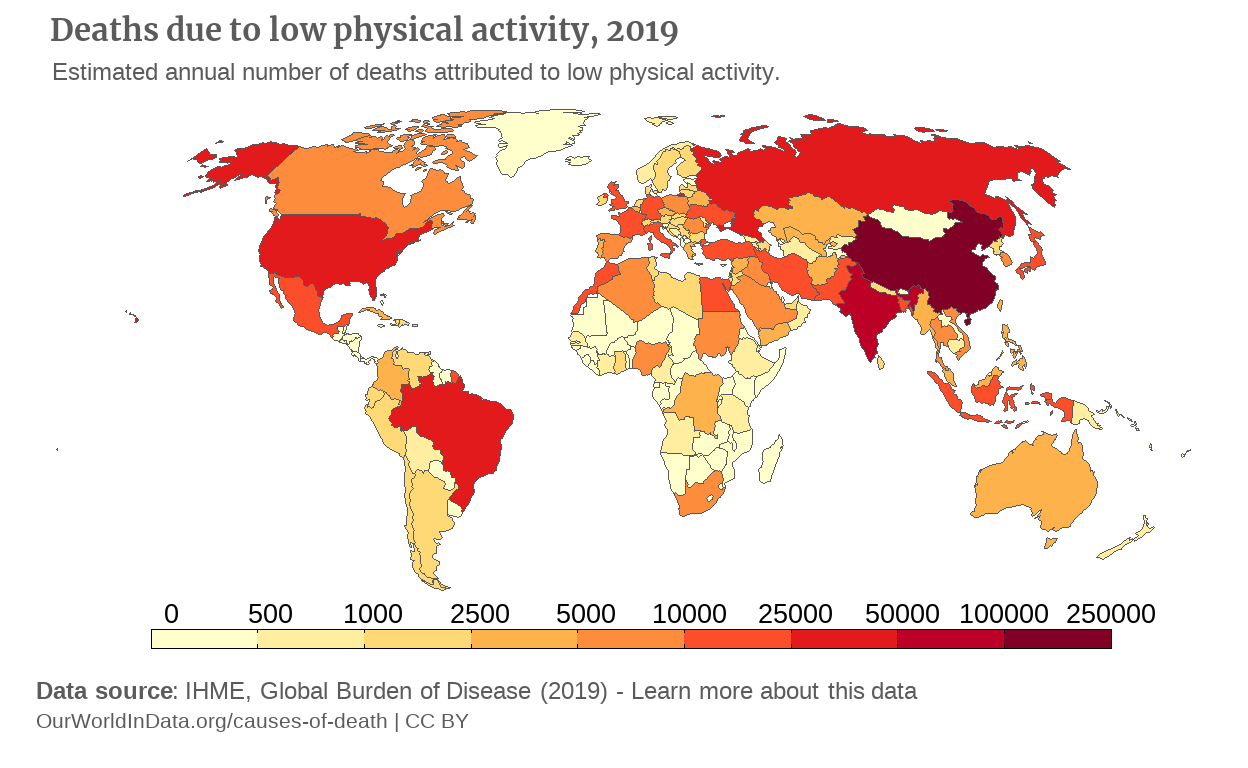 Deaths due to low physical activity, 2019
Estimated annual number of deaths attributed to low physical activity.
0 500 1000 2500 5000 10000 25000 50000 100000 250000
Data source: IHME, Global Burden of Disease (2019) - Learn more about this data
OurWorldInData.org/causes-of-death | CC BY